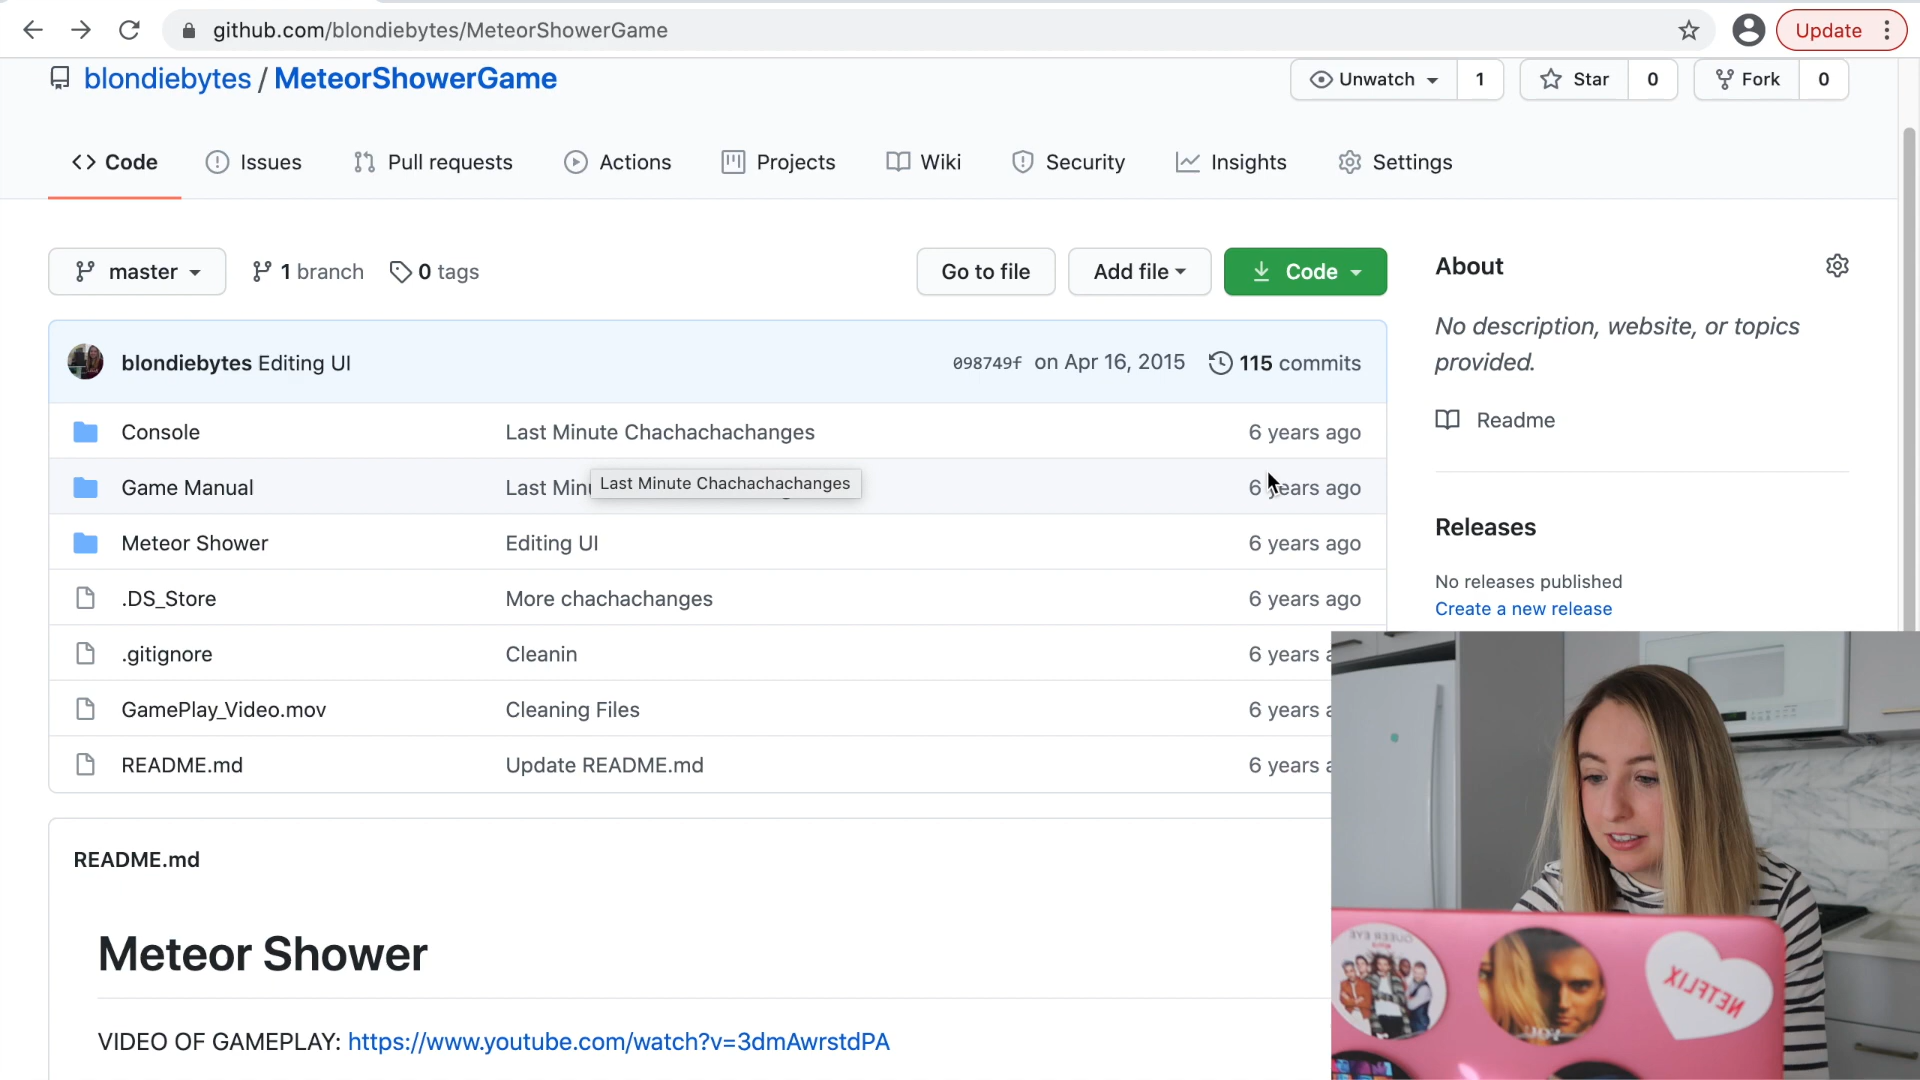 github.com/blondiebytes/MeteorShowerGame
Update
blondiebytes / MeteorShowerGame
Unwatch 1
Star 0
Fork 0
Code
Issues
Pull requests
Actions
Projects
Wiki
Security
Insights
Settings
master
1 branch
0 tags
Go to file
Add file
Code
About
No description, website, or topics
provided.
Readme
blondiebytes Editing UI 098749f on Apr 16, 2015 115 commits
Console Last Minute Chachachachanges 6 years ago
Game Manual Last Minu 6 years ago
Last Minute Chachachachanges
Meteor Shower Editing UI 6 years ago
.DS_Store More chachachanges 6 years ago
.gitignore Cleanin 6 years a
GamePlay_Video.mov Cleaning Files 6 years a
README.md Update README.md 6 years a
Releases
No releases published
Create a new release
README.md
Meteor Shower
VIDEO OF GAMEPLAY: https://www.youtube.com/watch?v=3dmAwrstdPA
QUEER EYE
NETFLIX
YOU